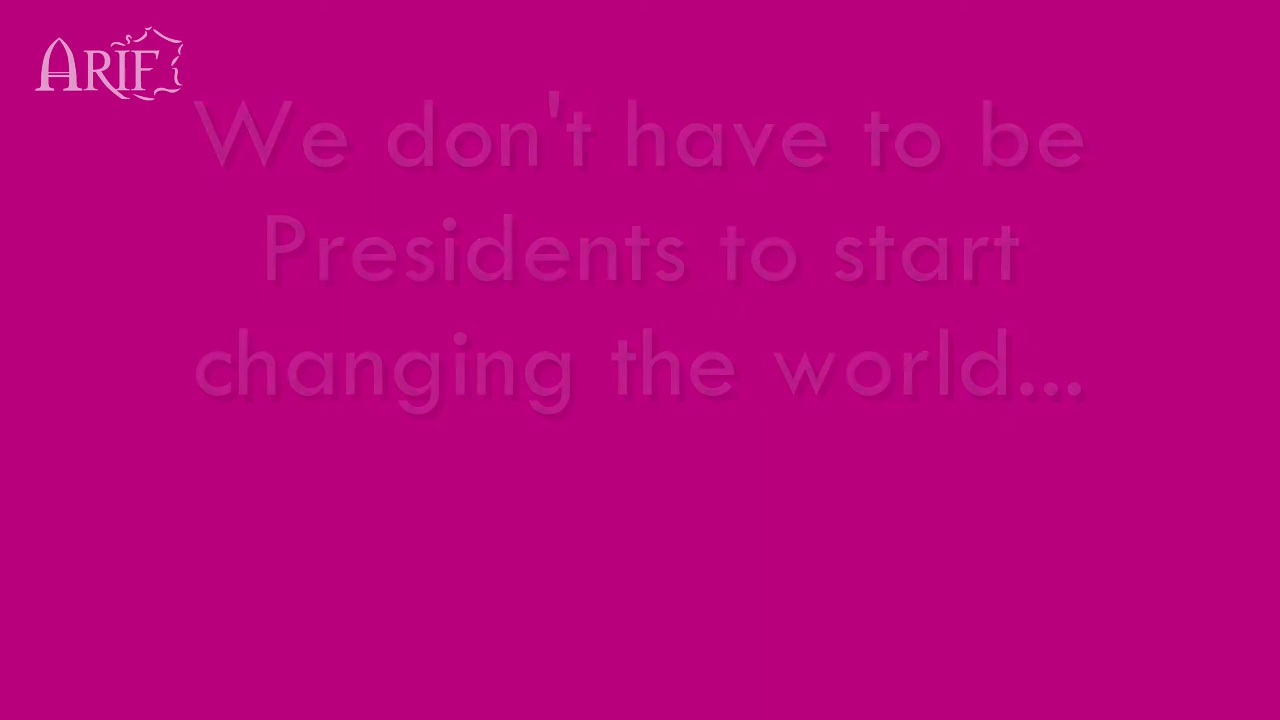 ARIF
We don't have to be
Presidents to start
changing the world...